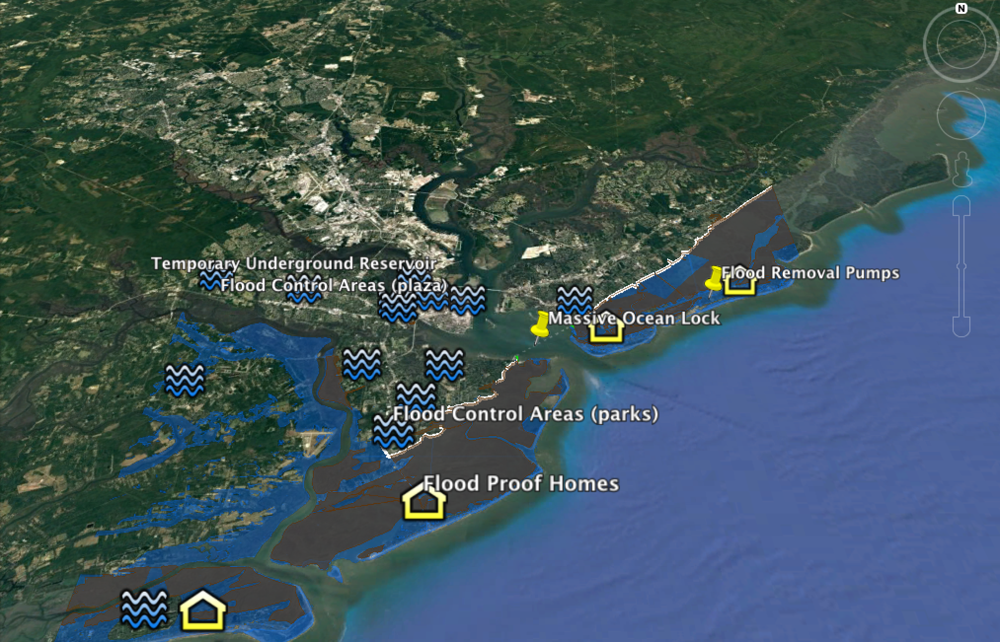 N
Temporary Underground Reservoir
Flood Control Areas (plaza)
Flood Removal Pumps
Massive Ocean Lock
Flood Control Areas (parks)
Flood Proof Homes